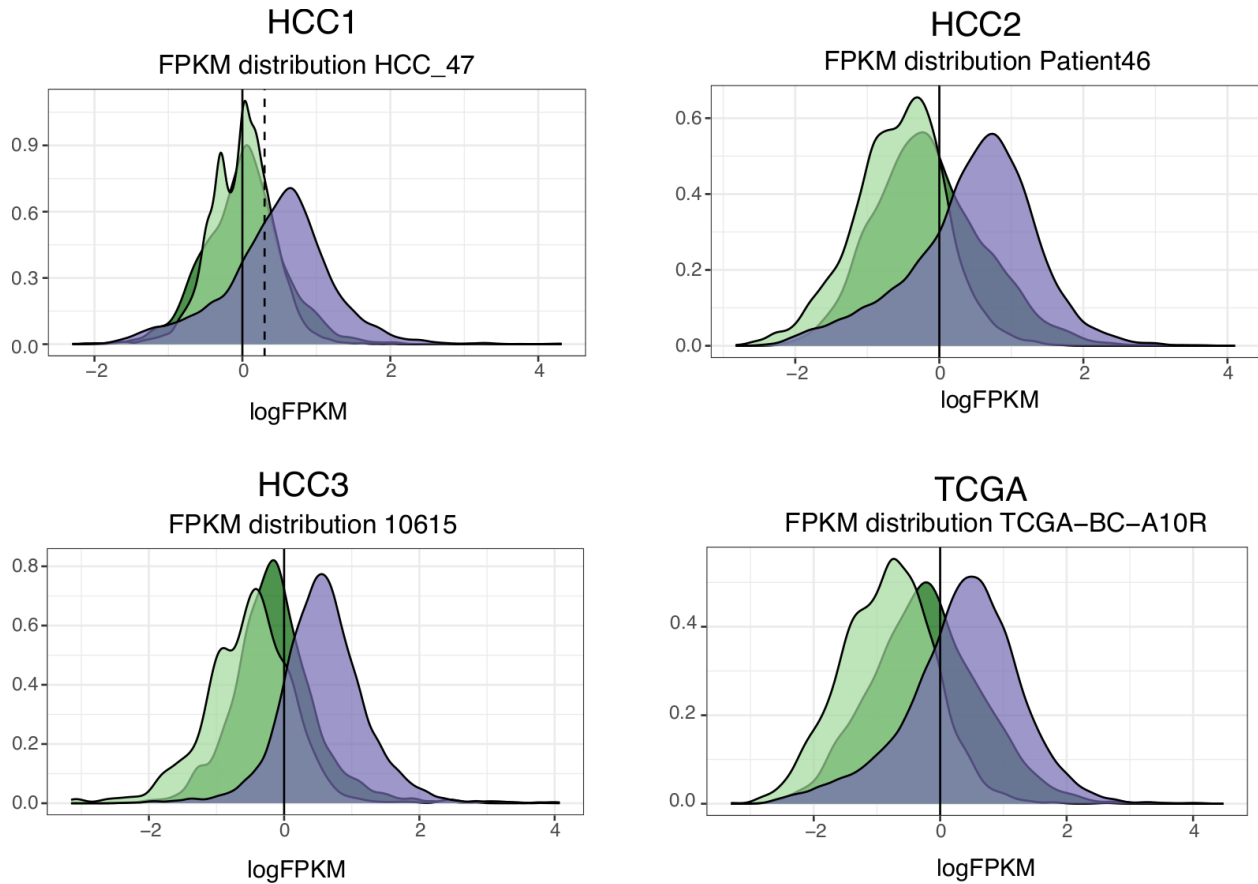 HCC1
FPKM distribution HCC_47
0.9
0.6
0.3
0.0
−2 0 2 4
logFPKM
HCC2
FPKM distribution Patient46
0.6
0.4
0.2
0.0
−2 0 2 4
logFPKM
HCC3
FPKM distribution 10615
0.8
0.6
0.4
0.2
0.0
−2 0 2 4
logFPKM
TCGA
FPKM distribution TCGA−BC−A10R
0.4
0.2
0.0
−2 0 2 4
logFPKM